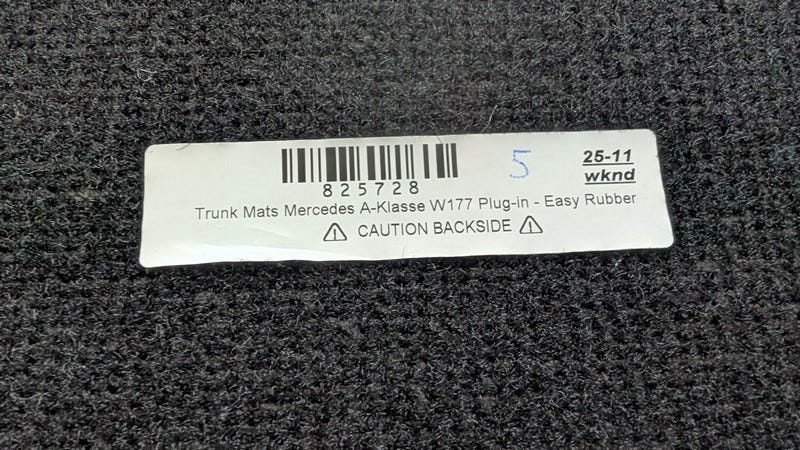 5
25-11
wknd
825728
Trunk Mats Mercedes A-Klasse W177 Plug-in - Easy Rubber
⚠ CAUTION BACKSIDE ⚠